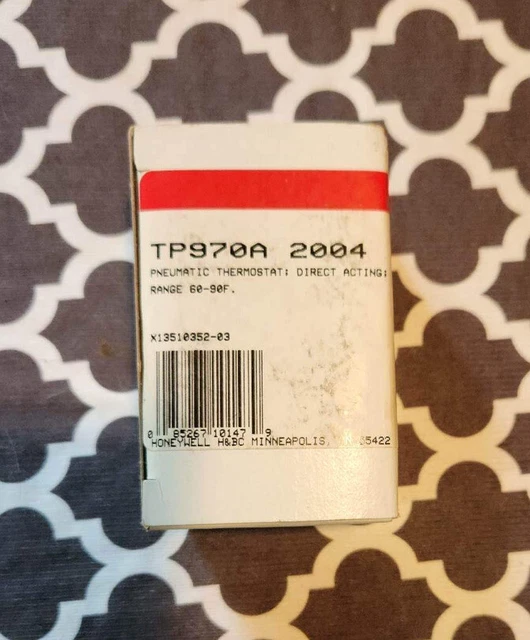 TP970A 2004
PNEUMATIC THERMOSTAT; DIRECT ACTING;
RANGE 60-90F.
X13510352-03
0 85267 10147 9
HONEYWELL H&BC MINNEAPOLIS, 55422